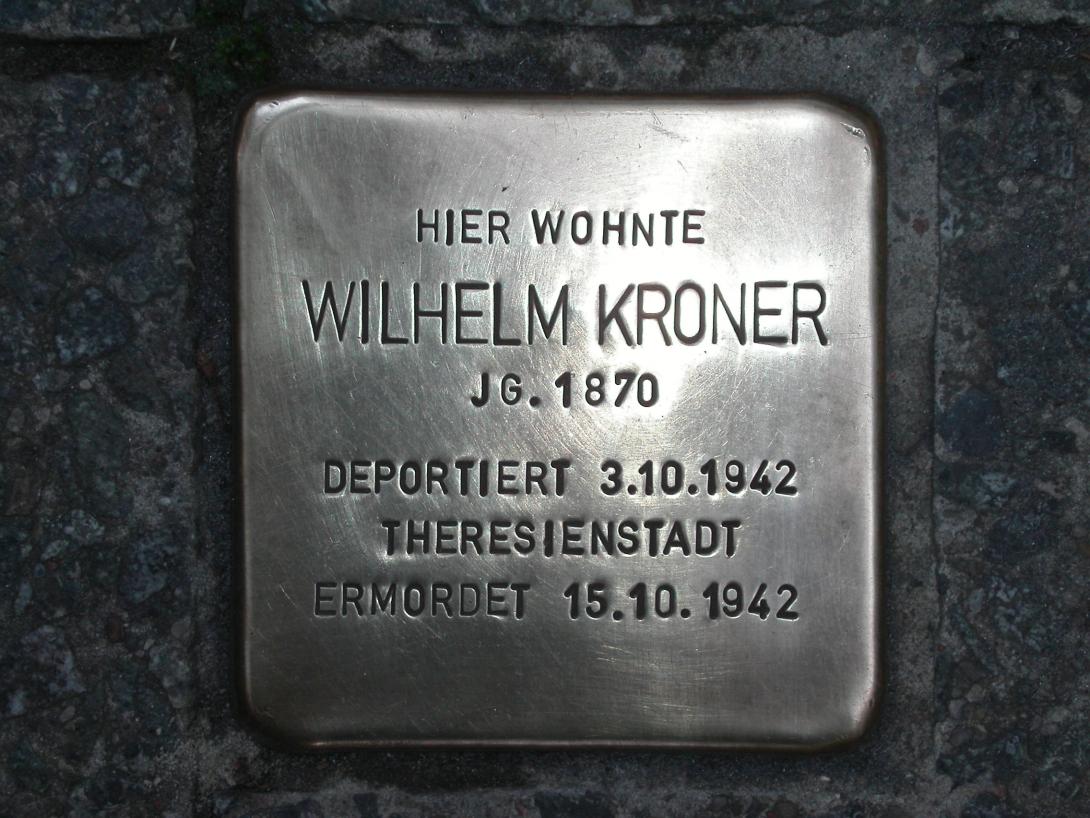 HIER WOHNTE
WILHELM KRONER
JG. 1870
DEPORTIERT 3.10.1942
THERESIENSTADT
ERMORDET 15.10.1942